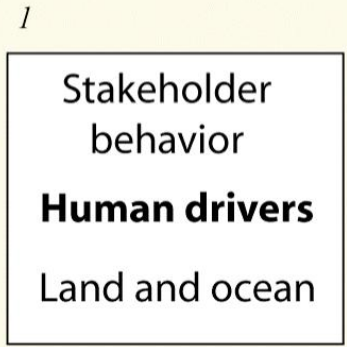 1
Stakeholder
behavior
Human drivers
Land and ocean